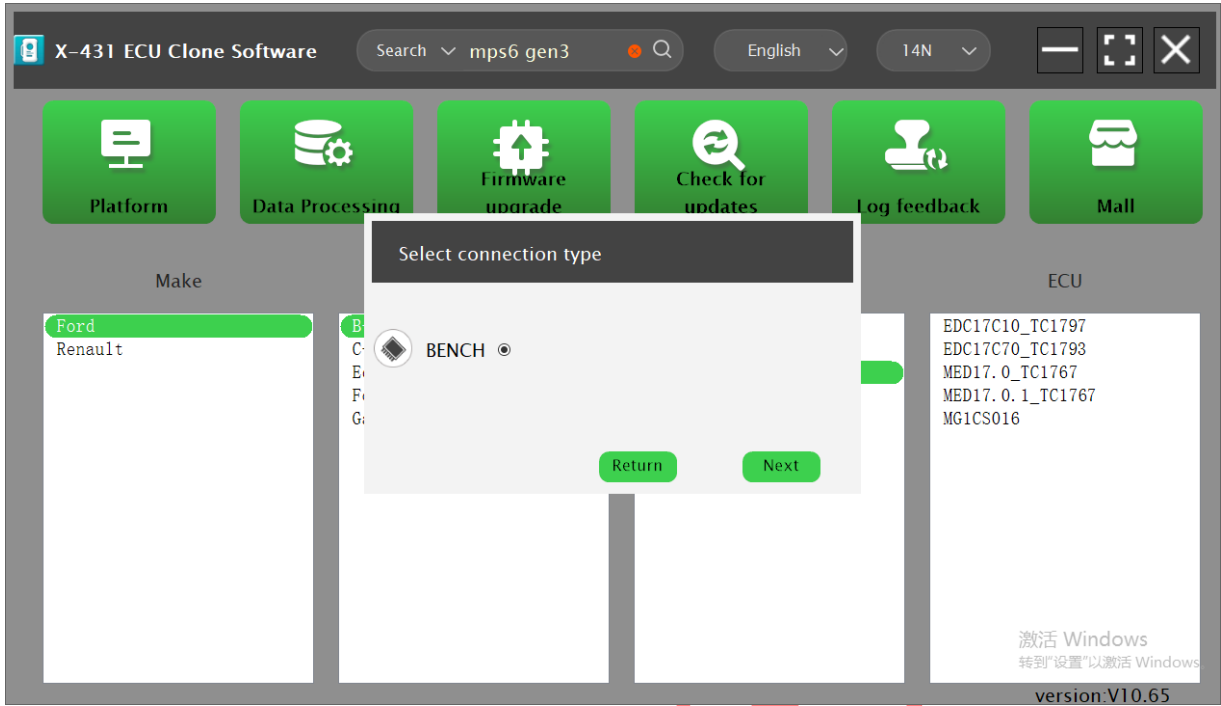 X-431 ECU Clone Software
Search
mps6 gen3
English
14N
Platform
Data Processing
Firmware
upgrade
Check for
updates
Log feedback
Mall
Make
ECU
Select connection type
BENCH
Return
Next
Ford
Renault
EDC17C10_TC1797
EDC17C70_TC1793
MED17.0_TC1767
MED17.0.1_TC1767
MG1CS016
激活 Windows
转到"设置"以激活 Windows
version:V10.65